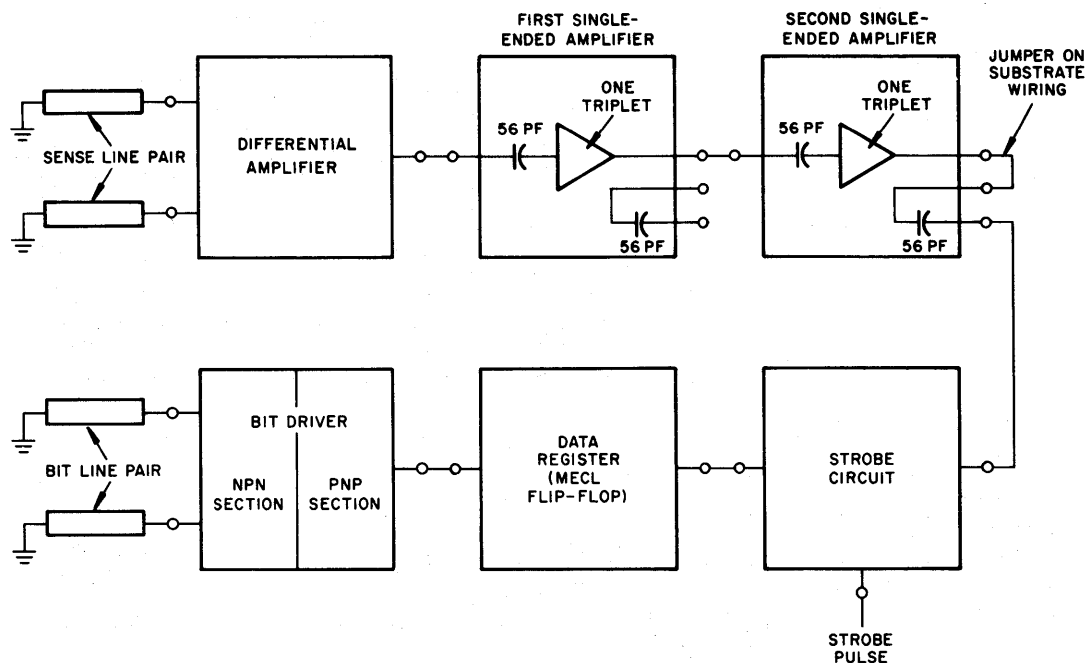 FIRST SINGLE-
ENDED AMPLIFIER
SECOND SINGLE-
ENDED AMPLIFIER
JUMPER ON
SUBSTRATE
WIRING
ONE
TRIPLET
ONE
TRIPLET
56 PF
56 PF
DIFFERENTIAL
AMPLIFIER
SENSE LINE PAIR
56 PF
56 PF
BIT DRIVER
BIT LINE PAIR
NPN
SECTION
PNP
SECTION
DATA
REGISTER
(MECL
FLIP-FLOP)
STROBE
CIRCUIT
STROBE
PULSE